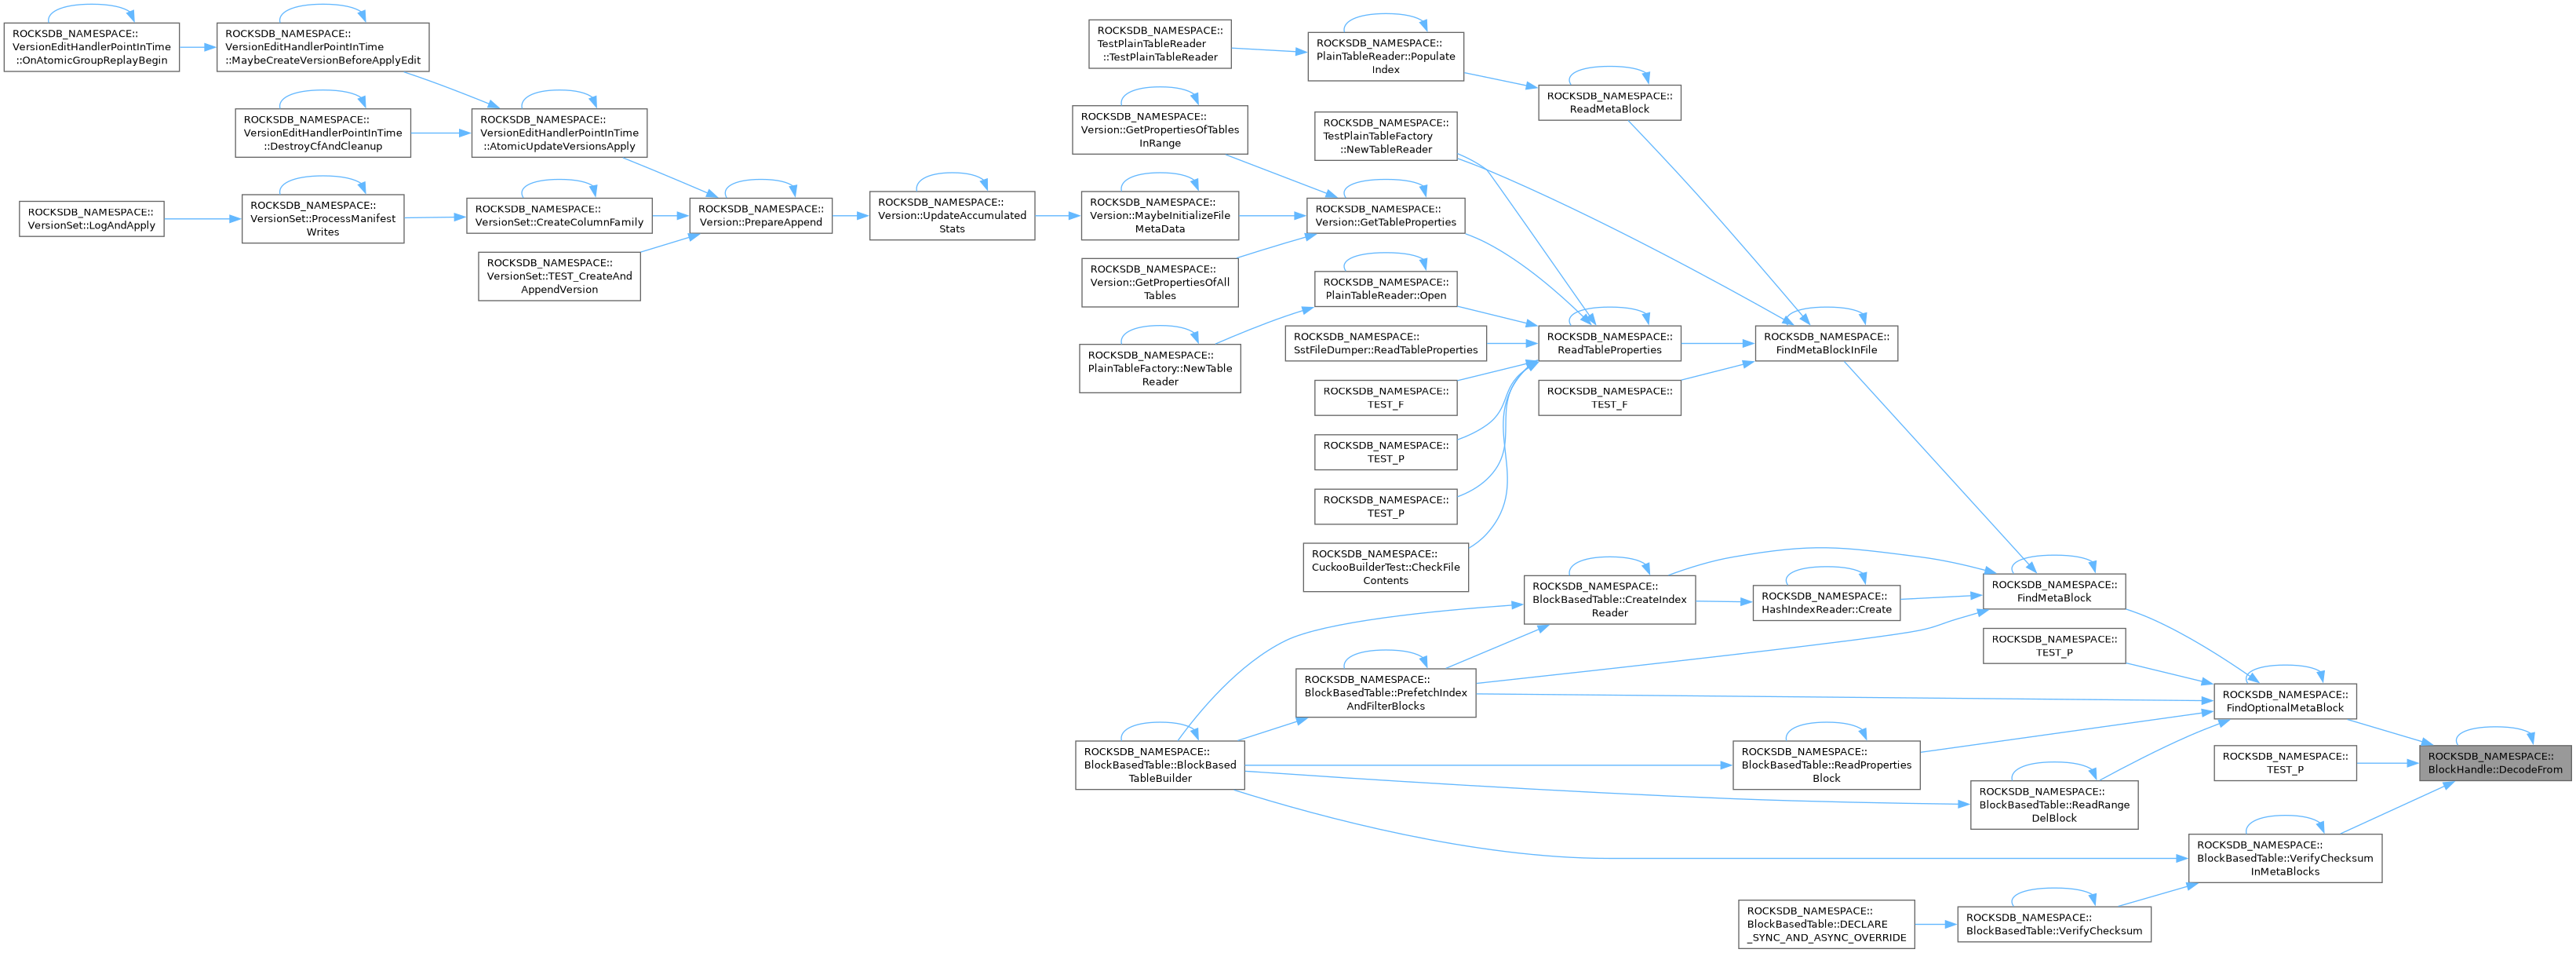 ROCKSDB_NAMESPACE::
VersionEditHandlerPointInTime
::OnAtomicGroupReplayBegin
ROCKSDB_NAMESPACE::
VersionEditHandlerPointInTime
::MaybeCreateVersionBeforeApplyEdit
ROCKSDB_NAMESPACE::
VersionEditHandlerPointInTime
::DestroyCfAndCleanup
ROCKSDB_NAMESPACE::
VersionEditHandlerPointInTime
::AtomicUpdateVersionsApply
ROCKSDB_NAMESPACE::
VersionSet::LogAndApply
ROCKSDB_NAMESPACE::
VersionSet::ProcessManifest
Writes
ROCKSDB_NAMESPACE::
VersionSet::CreateColumnFamily
ROCKSDB_NAMESPACE::
VersionSet::TEST_CreateAnd
AppendVersion
ROCKSDB_NAMESPACE::
Version::PrepareAppend
ROCKSDB_NAMESPACE::
Version::UpdateAccumulated
Stats
ROCKSDB_NAMESPACE::
TestPlainTableReader
::TestPlainTableReader
ROCKSDB_NAMESPACE::
PlainTableReader::Populate
Index
ROCKSDB_NAMESPACE::
ReadMetaBlock
ROCKSDB_NAMESPACE::
Version::GetPropertiesOfTables
InRange
ROCKSDB_NAMESPACE::
TestPlainTableFactory
::NewTableReader
ROCKSDB_NAMESPACE::
Version::MaybeInitializeFile
MetaData
ROCKSDB_NAMESPACE::
Version::GetTableProperties
ROCKSDB_NAMESPACE::
Version::GetPropertiesOfAll
Tables
ROCKSDB_NAMESPACE::
PlainTableReader::Open
ROCKSDB_NAMESPACE::
PlainTableFactory::NewTable
Reader
ROCKSDB_NAMESPACE::
SstFileDumper::ReadTableProperties
ROCKSDB_NAMESPACE::
ReadTableProperties
ROCKSDB_NAMESPACE::
FindMetaBlockInFile
ROCKSDB_NAMESPACE::
TEST_F
ROCKSDB_NAMESPACE::
TEST_F
ROCKSDB_NAMESPACE::
TEST_P
ROCKSDB_NAMESPACE::
TEST_P
ROCKSDB_NAMESPACE::
CuckooBuilderTest::CheckFile
Contents
ROCKSDB_NAMESPACE::
BlockBasedTable::CreateIndex
Reader
ROCKSDB_NAMESPACE::
HashIndexReader::Create
ROCKSDB_NAMESPACE::
FindMetaBlock
ROCKSDB_NAMESPACE::
TEST_P
ROCKSDB_NAMESPACE::
BlockBasedTable::PrefetchIndex
AndFilterBlocks
ROCKSDB_NAMESPACE::
FindOptionalMetaBlock
ROCKSDB_NAMESPACE::
BlockBasedTable::BlockBased
TableBuilder
ROCKSDB_NAMESPACE::
BlockBasedTable::ReadProperties
Block
ROCKSDB_NAMESPACE::
TEST_P
ROCKSDB_NAMESPACE::
BlockHandle::DecodeFrom
ROCKSDB_NAMESPACE::
BlockBasedTable::ReadRange
DelBlock
ROCKSDB_NAMESPACE::
BlockBasedTable::VerifyChecksum
InMetaBlocks
ROCKSDB_NAMESPACE::
BlockBasedTable::DECLARE
_SYNC_AND_ASYNC_OVERRIDE
ROCKSDB_NAMESPACE::
BlockBasedTable::VerifyChecksum